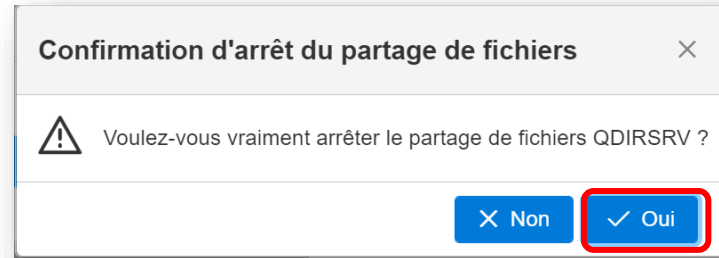 Confirmation d'arrêt du partage de fichiers
Voulez-vous vraiment arrêter le partage de fichiers QDIRSRV ?
Non
Oui